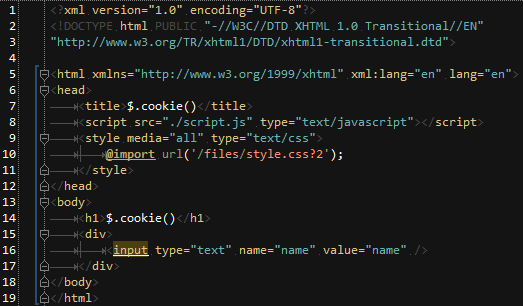 1 <?xml version="1.0" encoding="UTF-8"?>
2 <!DOCTYPE html PUBLIC "-//W3C//DTD XHTML 1.0 Transitional//EN"
3 "http://www.w3.org/TR/xhtml1/DTD/xhtml1-transitional.dtd">
4
5 <html xmlns="http://www.w3.org/1999/xhtml" xml:lang="en" lang="en">
6 <head>
7 <title>$.cookie()</title>
8 <script src="./script.js" type="text/javascript"></script>
9 <style media="all" type="text/css">
10 @import url('/files/style.css?2');
11 </style>
12 </head>
13 <body>
14 <h1>$.cookie()</h1>
15 <div>
16 <input type="text" name="name" value="name" />
17 </div>
18 </body>
19 </html>